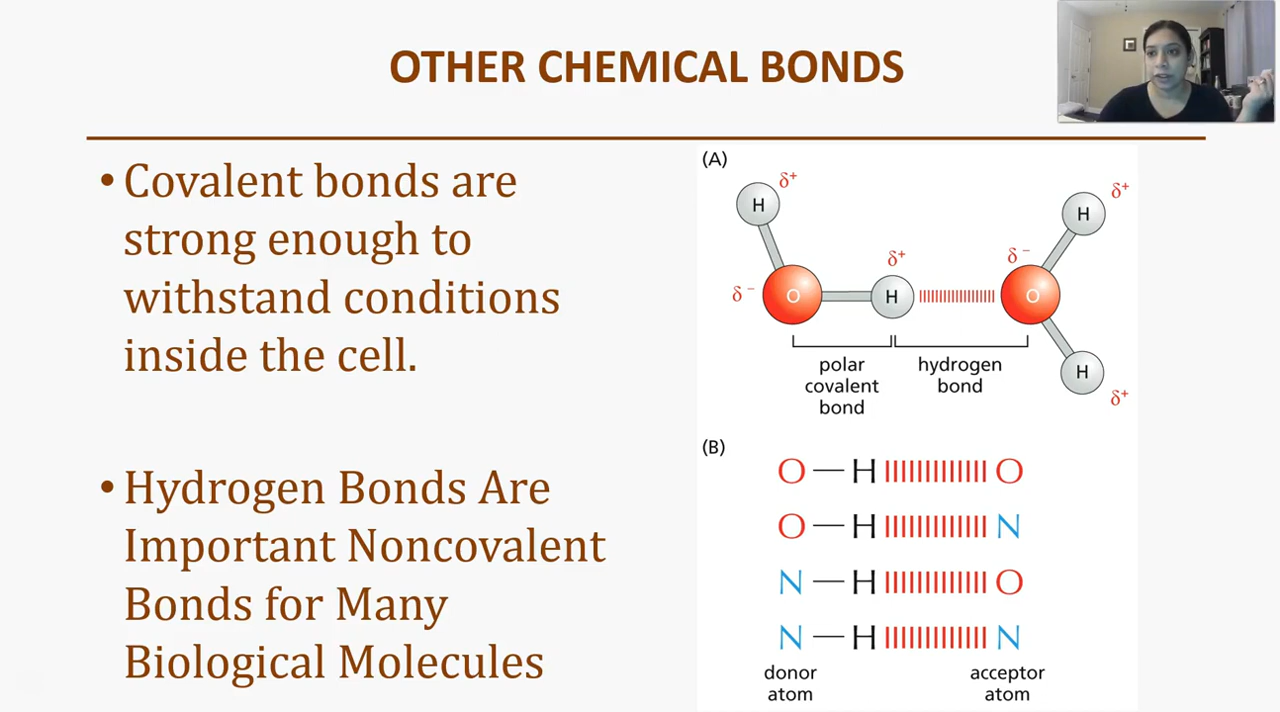 OTHER CHEMICAL BONDS
• Covalent bonds are
strong enough to
withstand conditions
inside the cell.
• Hydrogen Bonds Are
Important Noncovalent
Bonds for Many
Biological Molecules
(A)
H δ+
δ+ H
δ− O
H δ+
δ− O
H δ+
polar
covalent
bond
hydrogen
bond
(B)
O — H O
O — H N
N — H O
N — H N
donor
atom
acceptor
atom